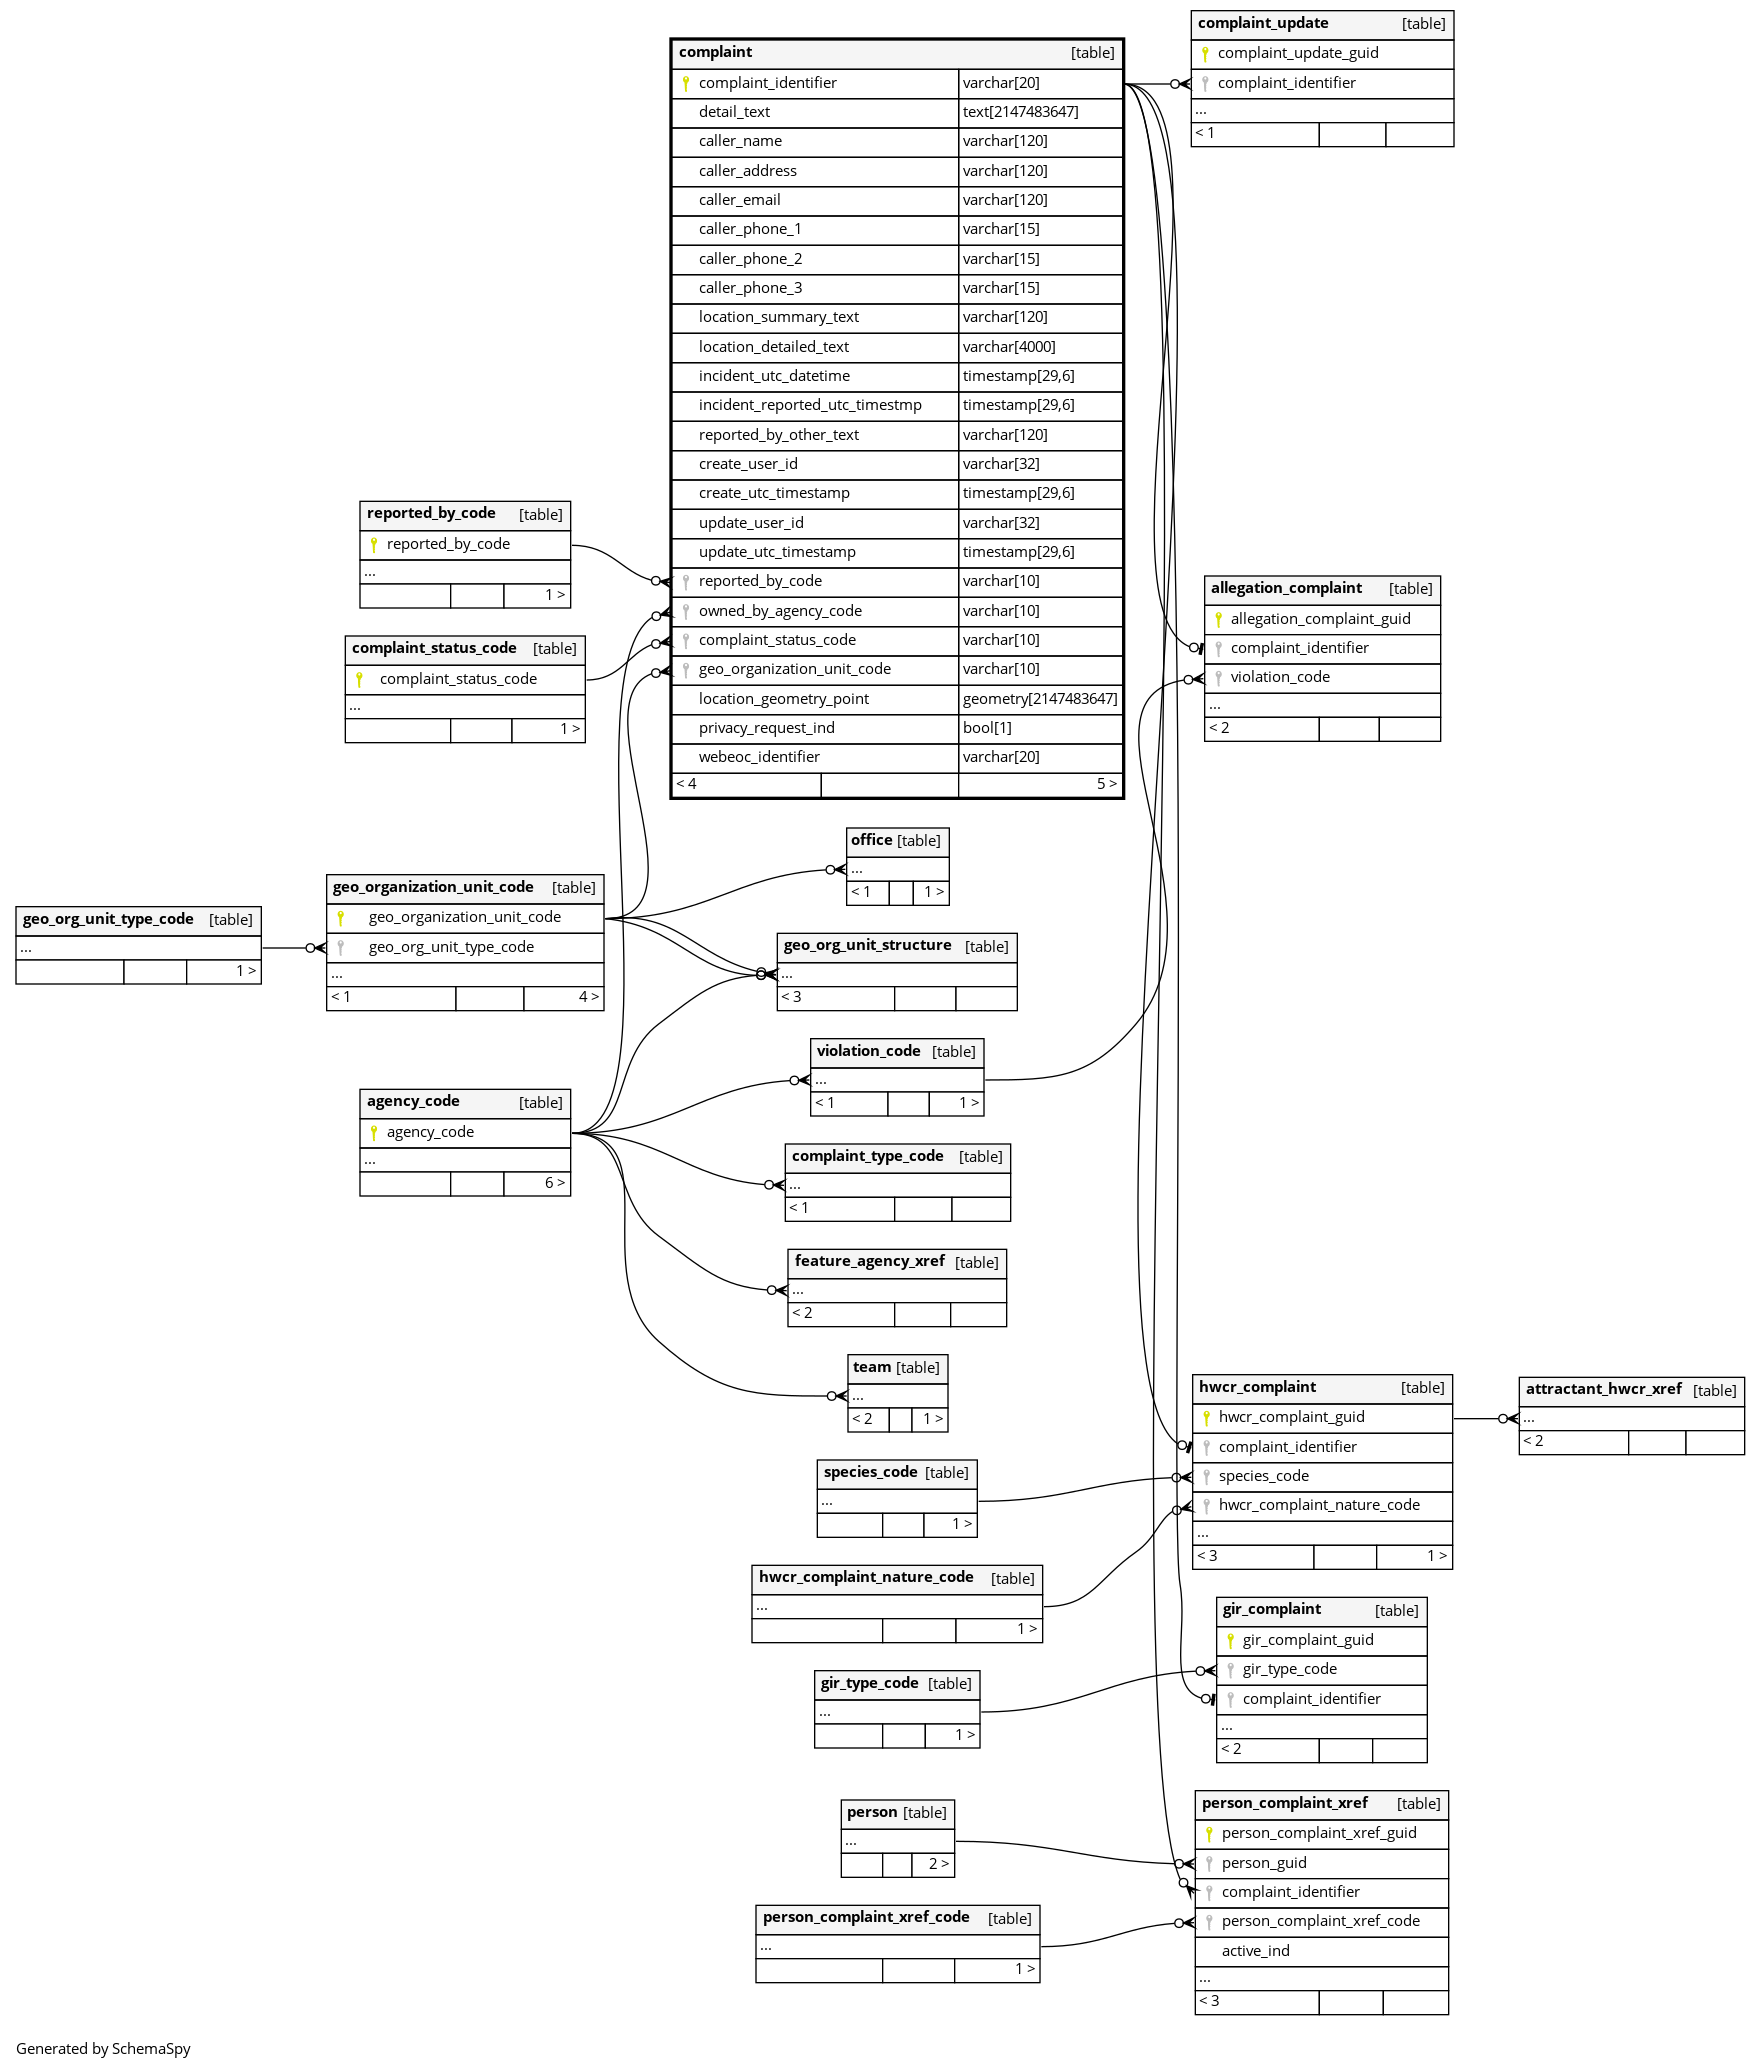 complaint_update [table]
complaint_update_guid
complaint_identifier
...
< 1
complaint [table]
complaint_identifier varchar[20]
detail_text text[2147483647]
caller_name varchar[120]
caller_address varchar[120]
caller_email varchar[120]
caller_phone_1 varchar[15]
caller_phone_2 varchar[15]
caller_phone_3 varchar[15]
location_summary_text varchar[120]
location_detailed_text varchar[4000]
incident_utc_datetime timestamp[29,6]
incident_reported_utc_timestmp timestamp[29,6]
reported_by_other_text varchar[120]
create_user_id varchar[32]
create_utc_timestamp timestamp[29,6]
update_user_id varchar[32]
update_utc_timestamp timestamp[29,6]
reported_by_code varchar[10]
owned_by_agency_code varchar[10]
complaint_status_code varchar[10]
geo_organization_unit_code varchar[10]
location_geometry_point geometry[2147483647]
privacy_request_ind bool[1]
webeoc_identifier varchar[20]
< 4 5 >
reported_by_code [table]
reported_by_code
...
1 >
complaint_status_code [table]
complaint_status_code
...
1 >
allegation_complaint [table]
allegation_complaint_guid
complaint_identifier
violation_code
...
< 2
office [table]
...
< 1 1 >
geo_organization_unit_code [table]
geo_organization_unit_code
geo_org_unit_type_code
...
< 1 4 >
geo_org_unit_type_code [table]
...
1 >
geo_org_unit_structure [table]
...
< 3
violation_code [table]
...
< 1 1 >
agency_code [table]
agency_code
...
6 >
complaint_type_code [table]
...
< 1
feature_agency_xref [table]
...
< 2
team [table]
...
< 2 1 >
hwcr_complaint [table]
hwcr_complaint_guid
complaint_identifier
species_code
hwcr_complaint_nature_code
...
< 3 1 >
attractant_hwcr_xref [table]
...
< 2
species_code [table]
...
1 >
hwcr_complaint_nature_code [table]
...
1 >
gir_complaint [table]
gir_complaint_guid
gir_type_code
complaint_identifier
...
< 2
gir_type_code [table]
...
1 >
person [table]
...
2 >
person_complaint_xref [table]
person_complaint_xref_guid
person_guid
complaint_identifier
person_complaint_xref_code
active_ind
...
< 3
person_complaint_xref_code [table]
...
1 >
Generated by SchemaSpy